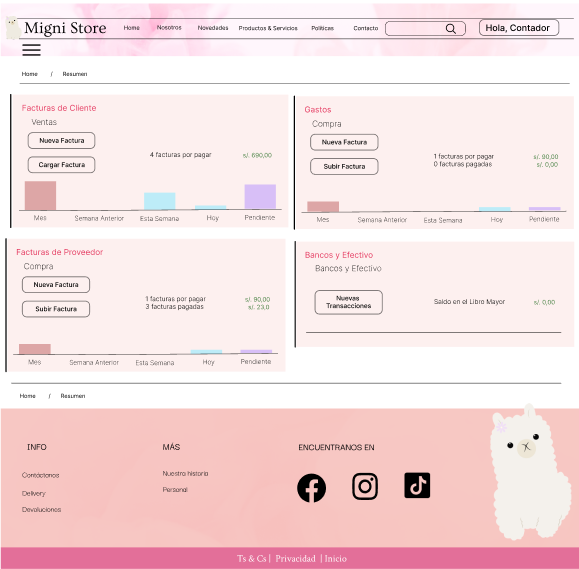 Migni Store
Home Nosotros Novedades Productos & Servicios Políticas Contacto
Hola, Contador
Home / Resumen
Facturas de Cliente
Ventas
Nueva Factura
Cargar Factura
4 facturas por pagar s/. 690,00
Mes Semana Anterior Esta Semana Hoy Pendiente
Gastos
Compra
Nueva Factura
Subir Factura
1 facturas por pagar s/. 90,00
0 facturas pagadas s/. 0,00
Mes Semana Anterior Esta Semana Hoy Pendiente
Facturas de Proveedor
Compra
Nueva Factura
Subir Factura
1 facturas por pagar s/. 90,00
3 facturas pagadas s/. 23,0
Mes Semana Anterior Esta Semana Hoy Pendiente
Bancos y Efectivo
Bancos y Efectivo
Nuevas
Transacciones
Saldo en el Libro Mayor s/. 0,00
Home / Resumen
INFO
Contáctanos
Delivery
Devoluciones
MÁS
Nuestra historia
Personal
ENCUENTRANOS EN
Ts & Cs | Privacidad | Inicio